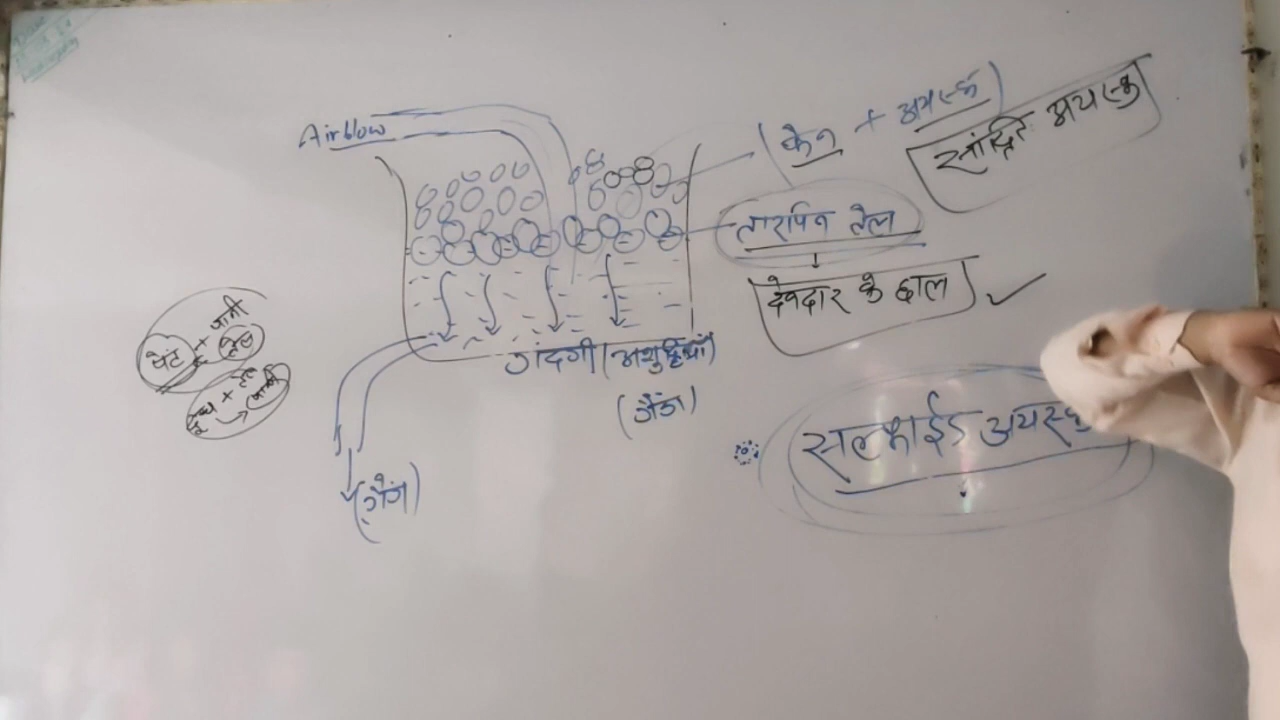 Airblow
फेन + अयस्क
सांद्रित अयस्क
तारपिन तेल
देवदार के छाल
गंदगी (अशुद्धियाँ)
(गैंग)
(गैंग)
सल्फाईड अयस्क
पेंट + पानी
तेल